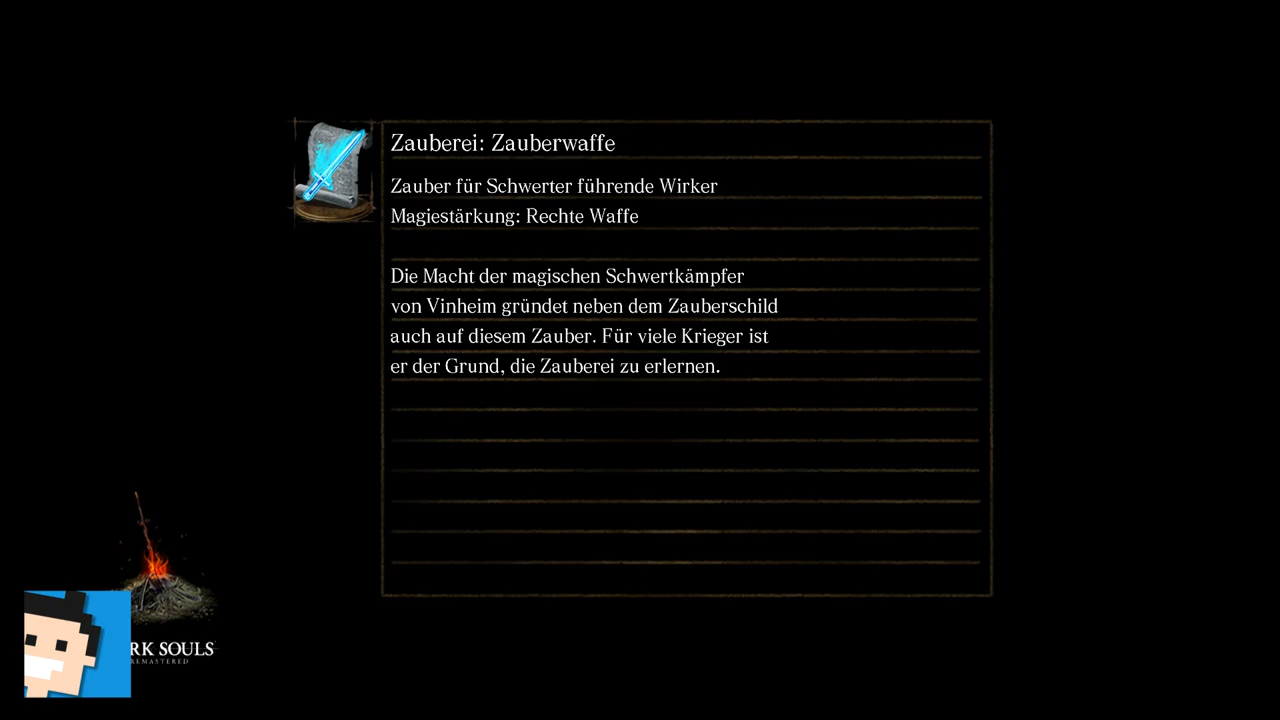 Zauberei: Zauberwaffe
Zauber für Schwerter führende Wirker
Magiestärkung: Rechte Waffe
Die Macht der magischen Schwertkämpfer
von Vinheim gründet neben dem Zauberschild
auch auf diesem Zauber. Für viele Krieger ist
er der Grund, die Zauberei zu erlernen.
RK SOULS
REMASTERED